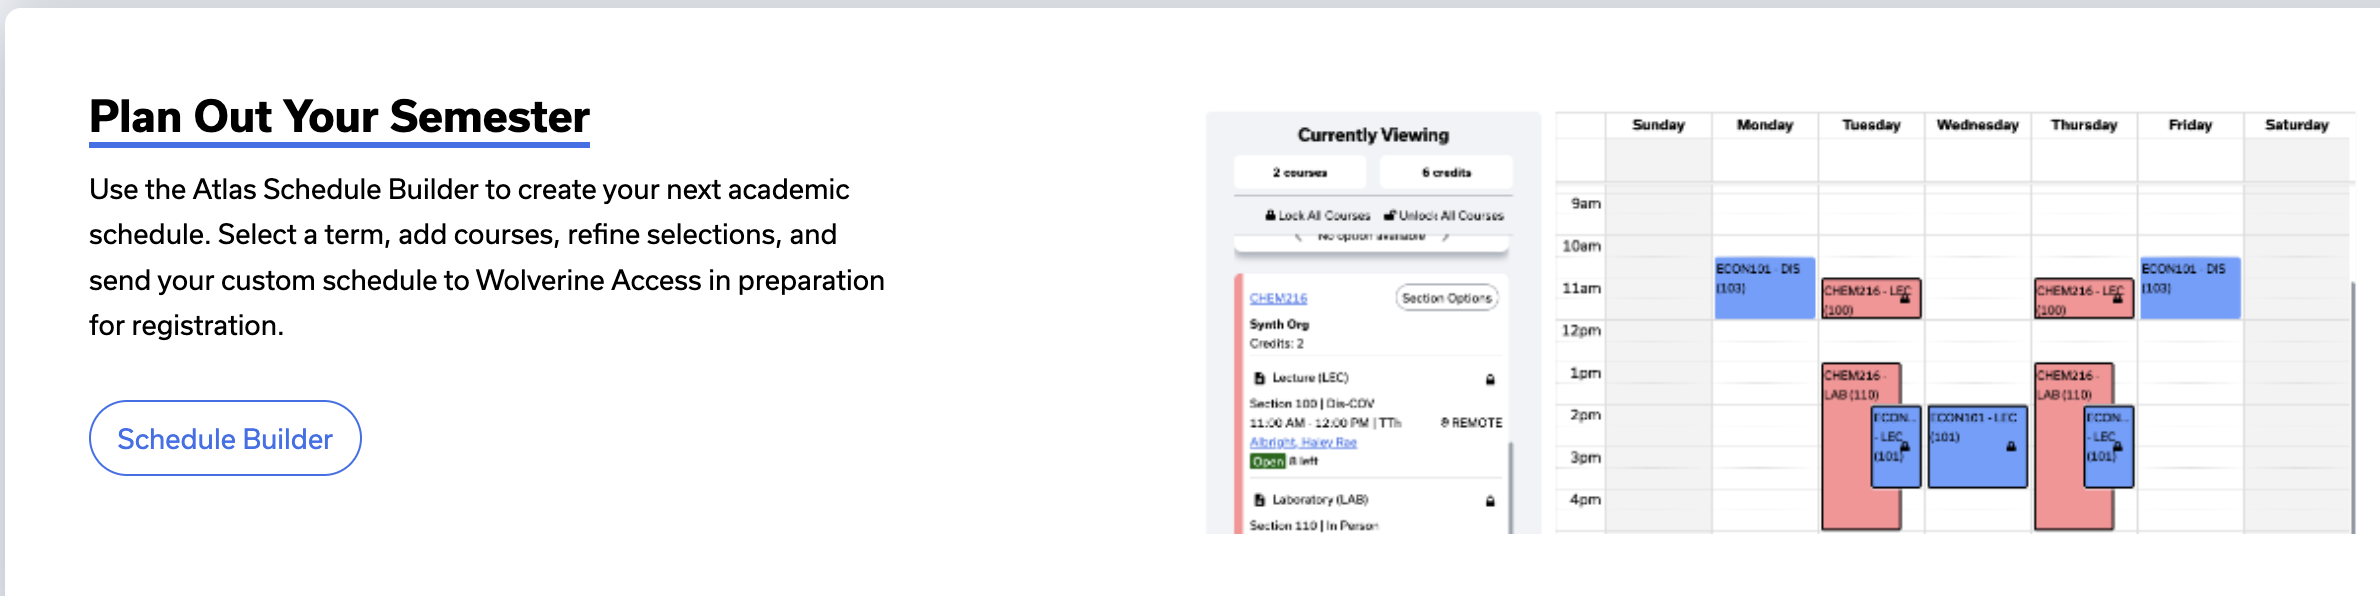 Plan Out Your Semester
Use the Atlas Schedule Builder to create your next academic
schedule. Select a term, add courses, refine selections, and
send your custom schedule to Wolverine Access in preparation
for registration.
Schedule Builder
Currently Viewing
2 courses 6 credits
Lock All Courses Unlock All Courses
No option available
CHEM216 Section Options
Synth Org
Credits: 2
Lecture (LEC)
Section 100 | Dis-COV
11:00 AM - 12:00 PM | TTh REMOTE
Albright, Haley Rae
Open 8 left
Laboratory (LAB)
Section 110 | In Person
Sunday Monday Tuesday Wednesday Thursday Friday Saturday
9am
10am
ECON101 - DIS
(103)
ECON101 - DIS
(103)
11am
CHEM216 - LEC
(100)
CHEM216 - LEC
(100)
12pm
1pm
CHEM216 -
LAB (110)
CHEM216 -
LAB (110)
2pm
ECON...
- LEC
(101)
ECON101 - LEC
(101)
ECON...
- LEC
(101)
3pm
4pm